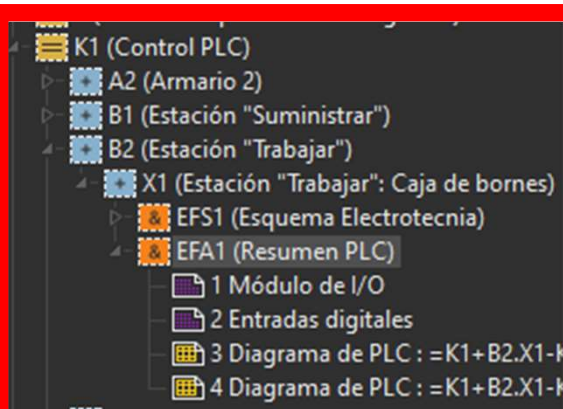 K1 (Control PLC)
A2 (Armario 2)
B1 (Estación "Suministrar")
B2 (Estación "Trabajar")
X1 (Estación "Trabajar": Caja de bornes)
& EFS1 (Esquema Electrotecnia)
& EFA1 (Resumen PLC)
1 Módulo de I/O
2 Entradas digitales
3 Diagrama de PLC : =K1+B2.X1-K
4 Diagrama de PLC : =K1+B2.X1-K